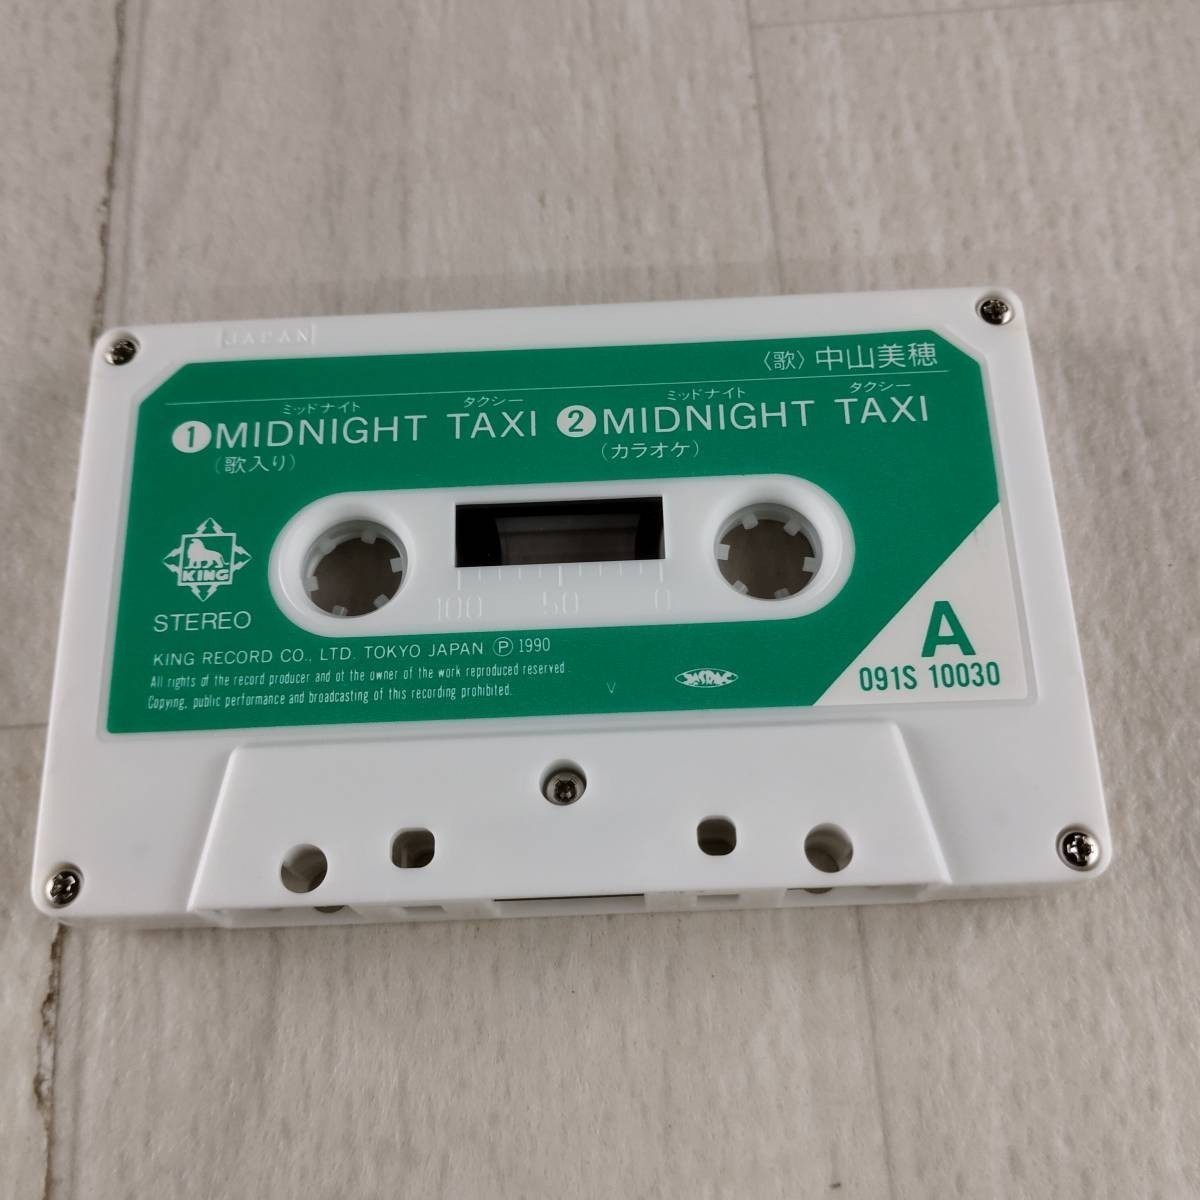 JAPAN
〈歌〉中山美穂
ミッドナイト タクシー ミッドナイト タクシー
1 MIDNIGHT TAXI 2 MIDNIGHT TAXI
(歌入り) (カラオケ)
KING
STEREO
100 50 0
A
091S 10030
KING RECORD CO., LTD. TOKYO JAPAN Ⓟ 1990
All rights of the record producer and of the owner of the work reproduced reserved.
Copying, public performance and broadcasting of this recording prohibited.
V
JASRAC